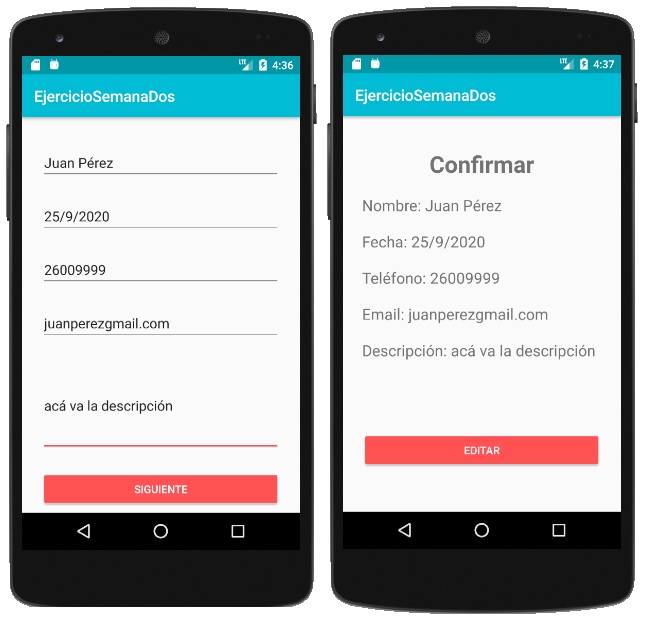 LTE 4:36
EjercicioSemanaDos
Juan Pérez
25/9/2020
26009999
juanperezgmail.com
acá va la descripción
SIGUIENTE
LTE 4:37
EjercicioSemanaDos
Confirmar
Nombre: Juan Pérez
Fecha: 25/9/2020
Teléfono: 26009999
Email: juanperezgmail.com
Descripción: acá va la descripción
EDITAR